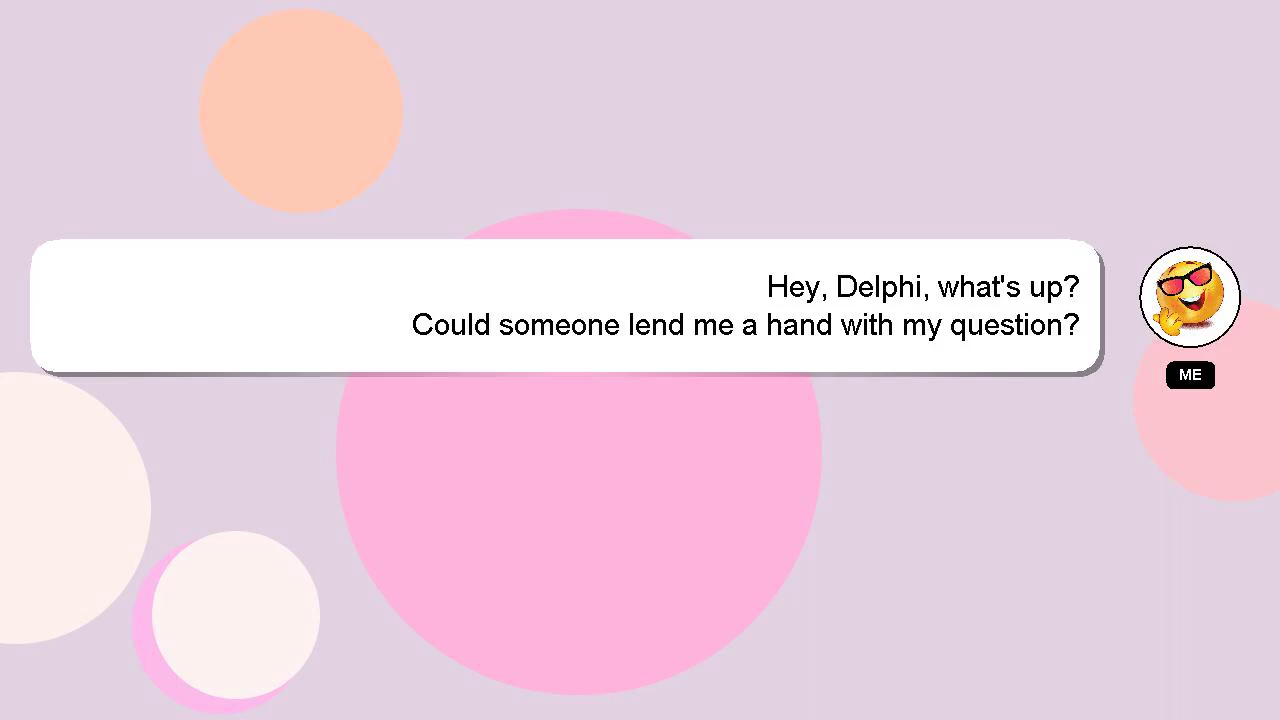 Hey, Delphi, what's up?
Could someone lend me a hand with my question?
ME